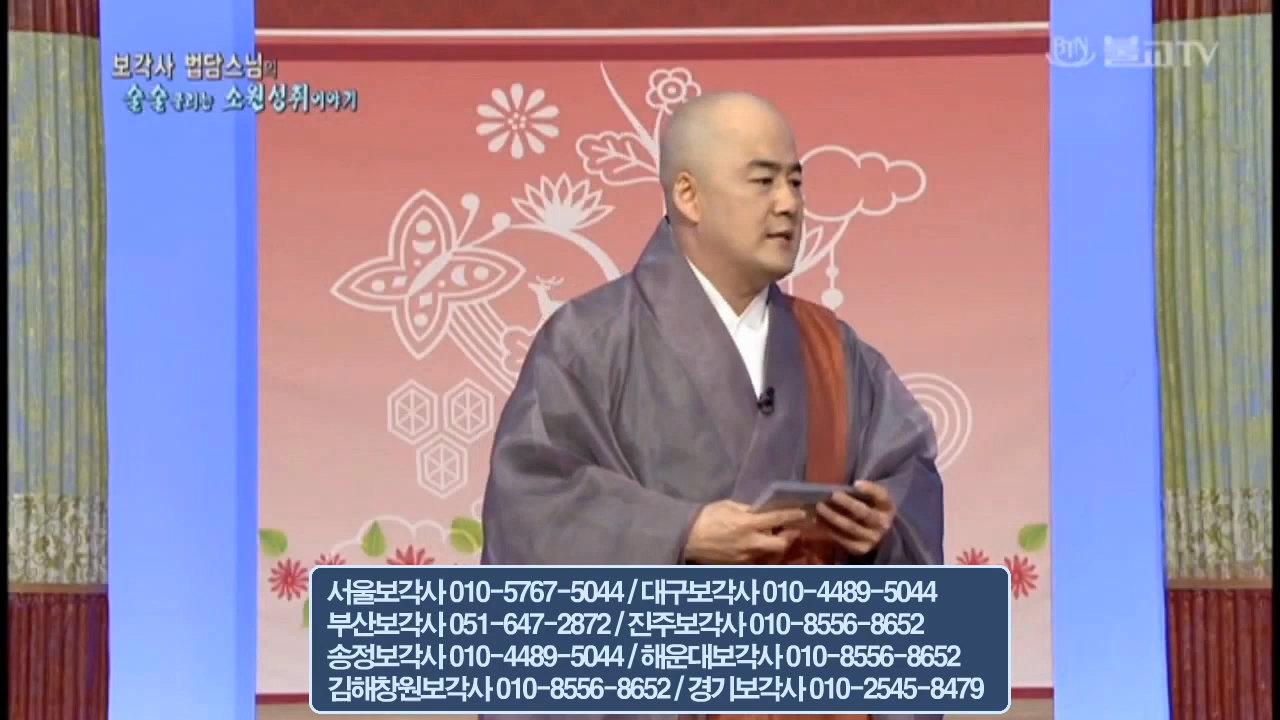 보각사 법담스님의
BTN 불교TV
술술 풀리는 소원성취 이야기
서울보각사 010-5767-5044 / 대구보각사 010-4489-5044
부산보각사 051-647-2872 / 진주보각사 010-8556-8652
송정보각사 010-4489-5044 / 해운대보각사 010-8556-8652
김해창원보각사 010-8556-8652 / 경기보각사 010-2545-8479